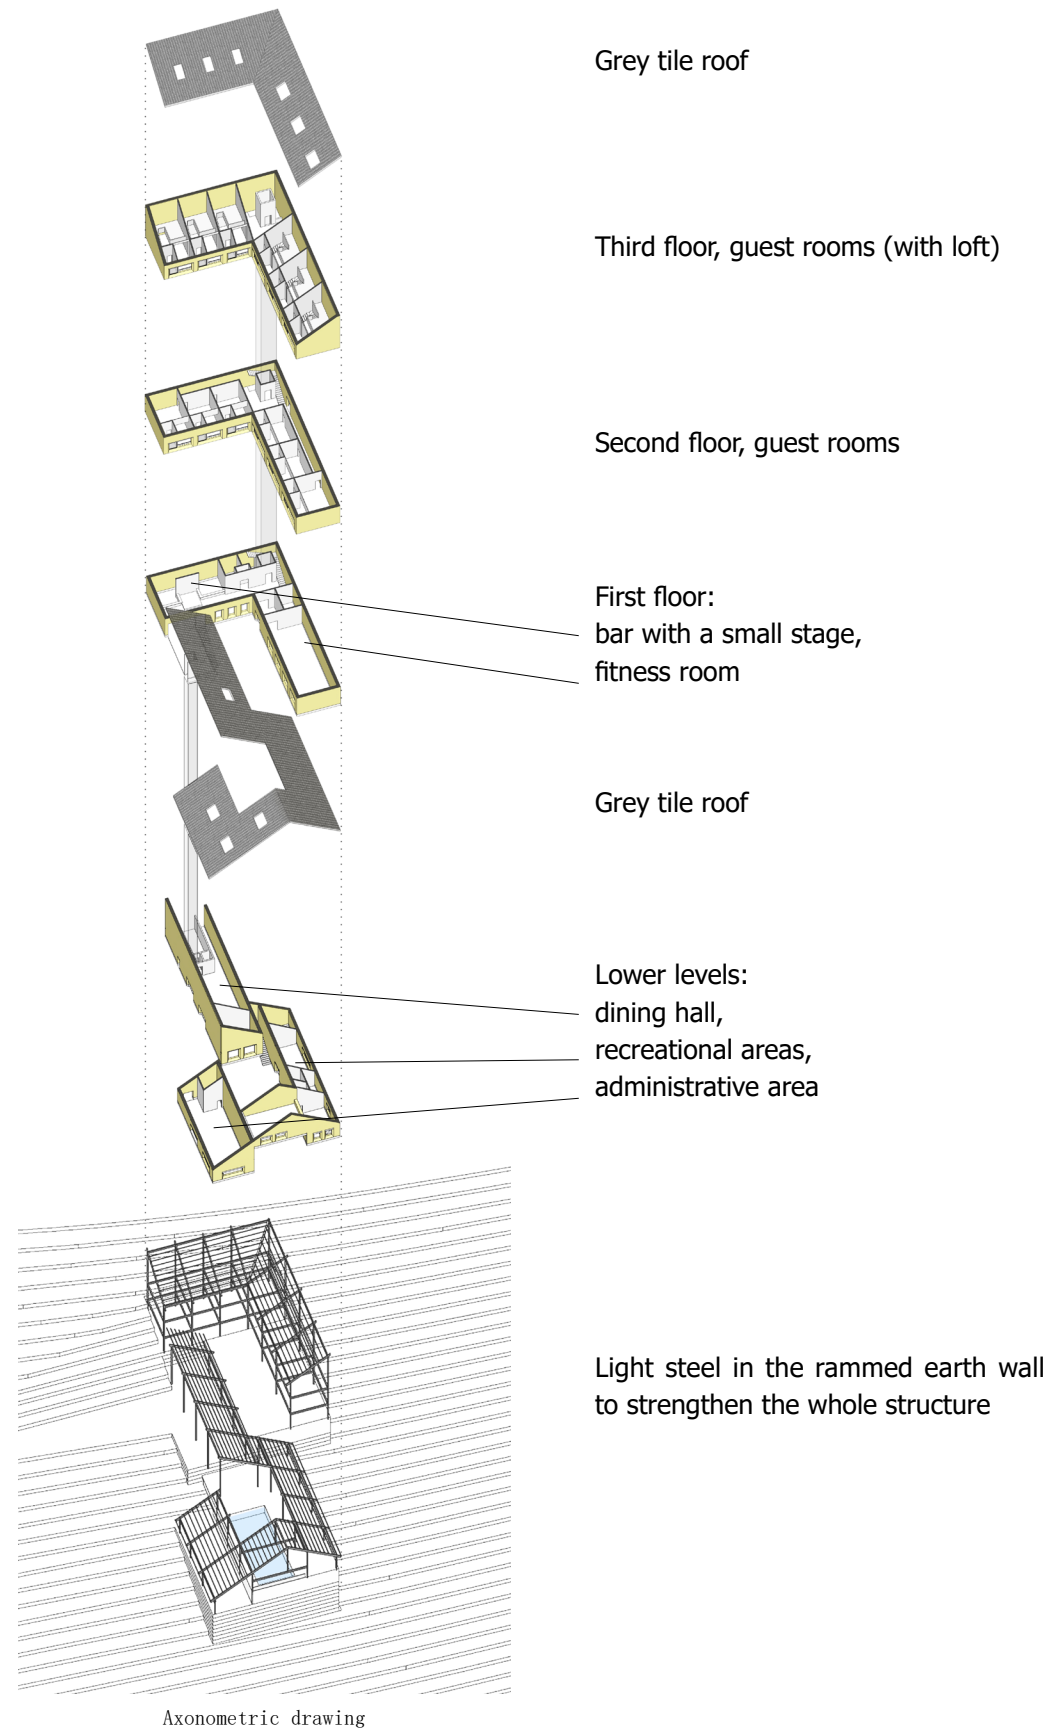 Grey tile roof
Third floor, guest rooms (with loft)
Second floor, guest rooms
First floor:
bar with a small stage,
fitness room
Grey tile roof
Lower levels:
dining hall,
recreational areas,
administrative area
Light steel in the rammed earth wall
to strengthen the whole structure
Axonometric drawing